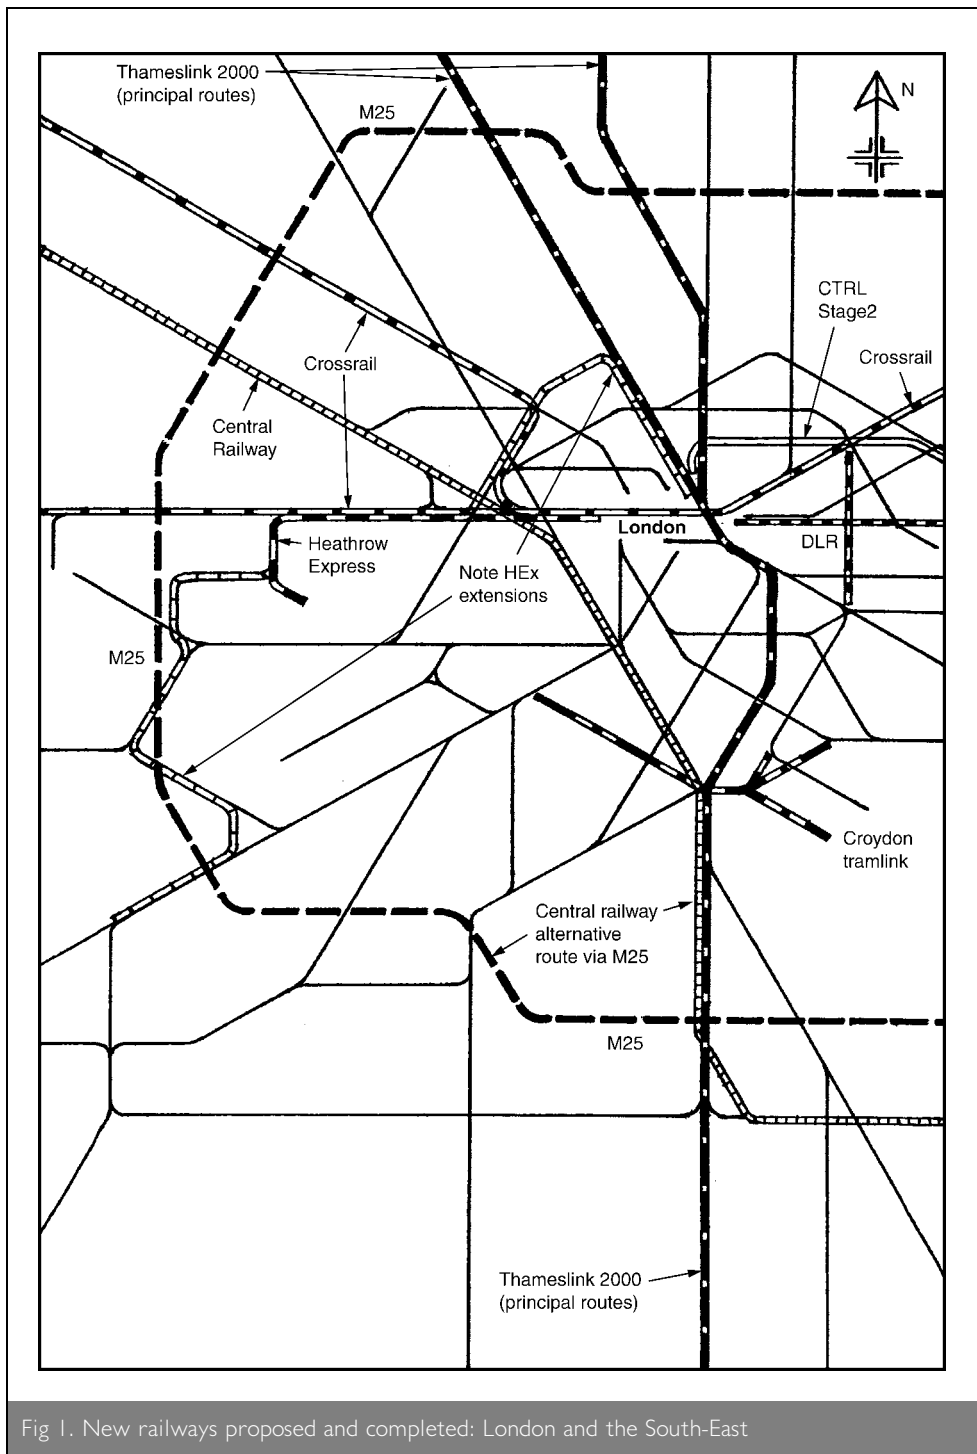 Thameslink 2000
(principal routes)
M25
N
CTRL
Stage2
Crossrail
Crossrail
Central
Railway
London
DLR
Heathrow
Express
Note HEx
extensions
M25
Croydon
tramlink
Central railway
alternative
route via M25
M25
Thameslink 2000
(principal routes)
Fig 1. New railways proposed and completed: London and the South-East